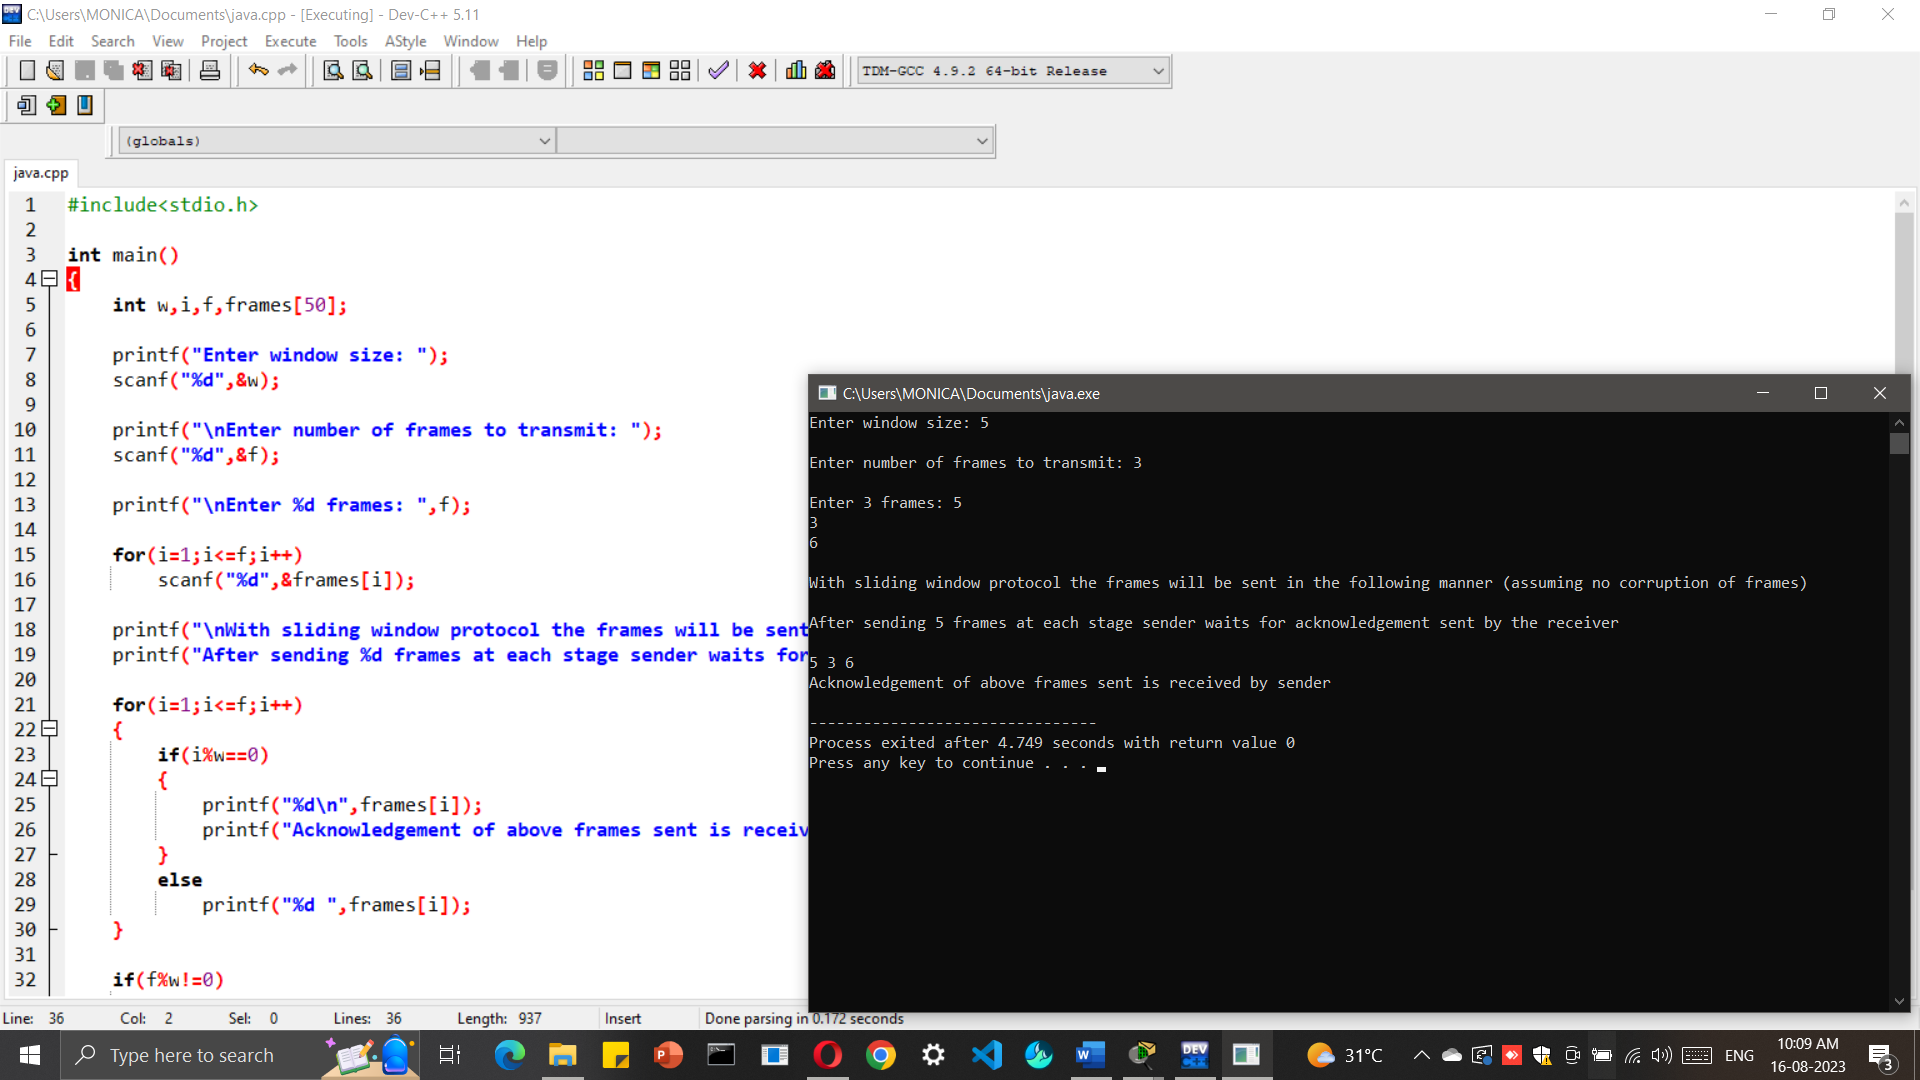 C:\Users\MONICA\Documents\java.cpp - [Executing] - Dev-C++ 5.11
File Edit Search View Project Execute Tools AStyle Window Help
TDM-GCC 4.9.2 64-bit Release
(globals)
java.cpp
1 #include<stdio.h>
2
3 int main()
4 {
5 int w,i,f,frames[50];
6
7 printf("Enter window size: ");
8 scanf("%d",&w);
9
10 printf("\nEnter number of frames to transmit: ");
11 scanf("%d",&f);
12
13 printf("\nEnter %d frames: ",f);
14
15 for(i=1;i<=f;i++)
16 scanf("%d",&frames[i]);
17
18 printf("\nWith sliding window protocol the frames will be sent
19 printf("After sending %d frames at each stage sender waits for
20
21 for(i=1;i<=f;i++)
22 {
23 if(i%w==0)
24 {
25 printf("%d\n",frames[i]);
26 printf("Acknowledgement of above frames sent is receiv
27 }
28 else
29 printf("%d ",frames[i]);
30 }
31
32 if(f%w!=0)
C:\Users\MONICA\Documents\java.exe
Enter window size: 5
Enter number of frames to transmit: 3
Enter 3 frames: 5
3
6
With sliding window protocol the frames will be sent in the following manner (assuming no corruption of frames)
After sending 5 frames at each stage sender waits for acknowledgement sent by the receiver
5 3 6
Acknowledgement of above frames sent is received by sender
--------------------------------
Process exited after 4.749 seconds with return value 0
Press any key to continue . . .
Line: 36 Col: 2 Sel: 0 Lines: 36 Length: 937 Insert Done parsing in 0.172 seconds
Type here to search
DEV
31°C
ENG
10:09 AM
16-08-2023
3